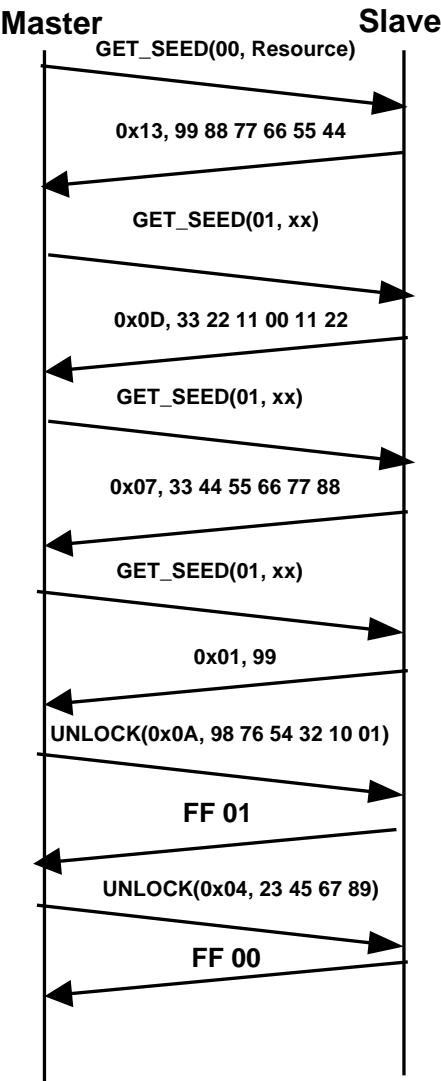 Master Slave
GET_SEED(00, Resource)
0x13, 99 88 77 66 55 44
GET_SEED(01, xx)
0x0D, 33 22 11 00 11 22
GET_SEED(01, xx)
0x07, 33 44 55 66 77 88
GET_SEED(01, xx)
0x01, 99
UNLOCK(0x0A, 98 76 54 32 10 01)
FF 01
UNLOCK(0x04, 23 45 67 89)
FF 00